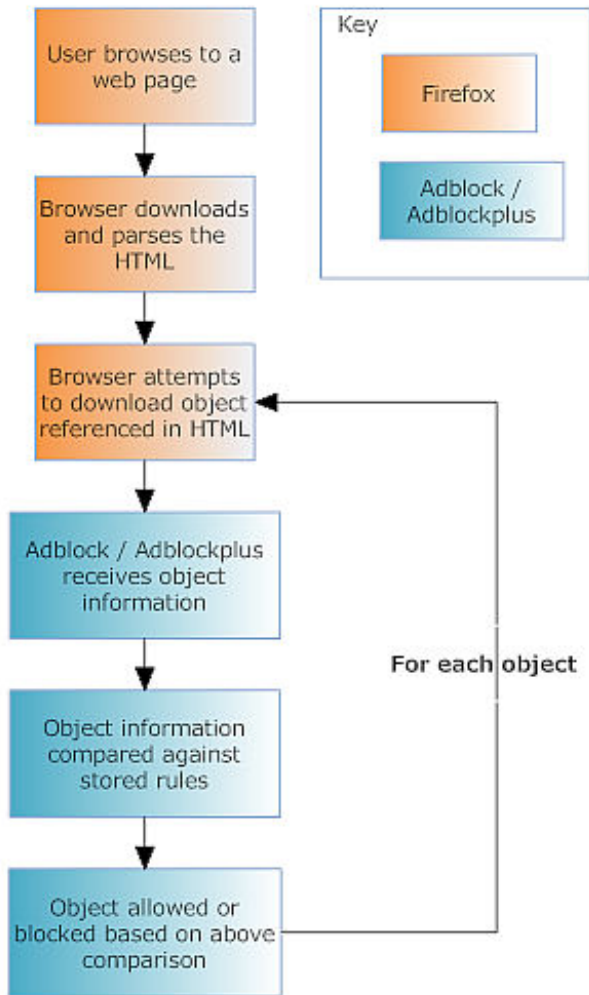 User browses to a
web page
Browser downloads
and parses the
HTML
Browser attempts
to download object
referenced in HTML
Adblock / Adblockplus
receives object
information
Object information
compared against
stored rules
Object allowed or
blocked based on above
comparison
For each object
Key
Firefox
Adblock /
Adblockplus